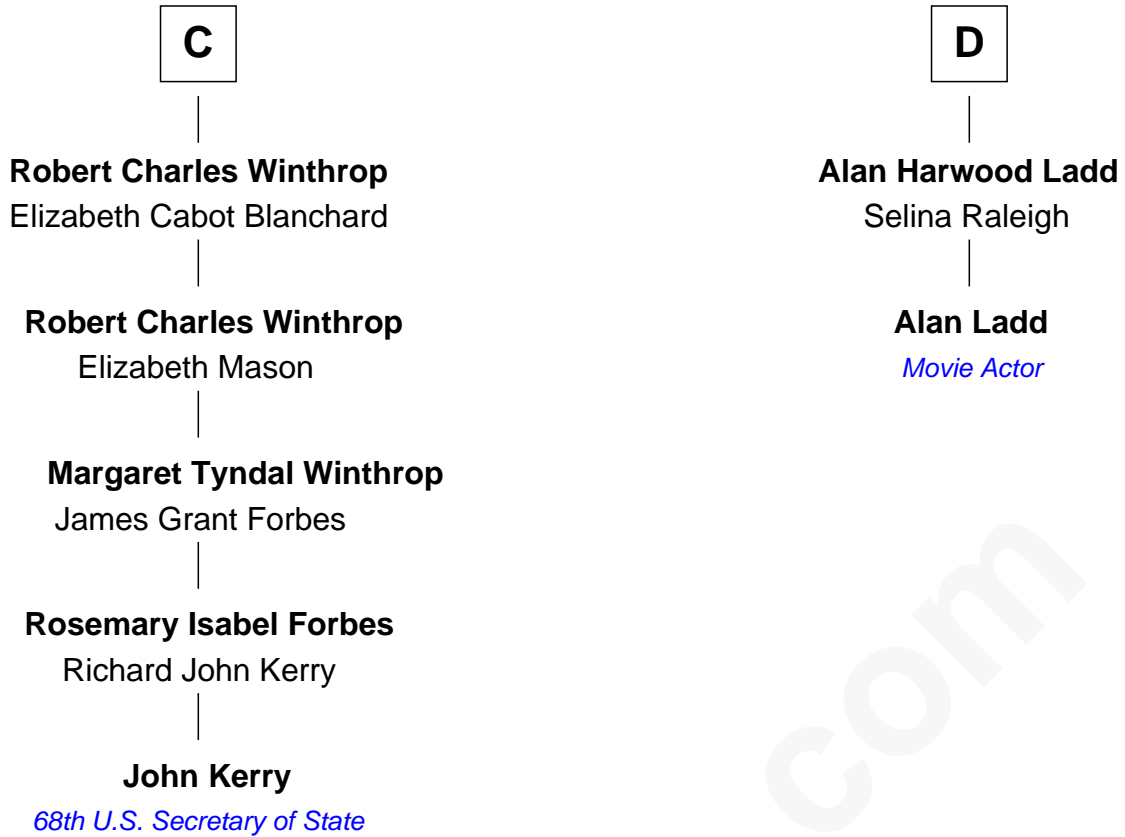 C
Robert Charles Winthrop
Elizabeth Cabot Blanchard
Robert Charles Winthrop
Elizabeth Mason
Margaret Tyndal Winthrop
James Grant Forbes
Rosemary Isabel Forbes
Richard John Kerry
John Kerry
68th U.S. Secretary of State
D
Alan Harwood Ladd
Selina Raleigh
Alan Ladd
Movie Actor
com